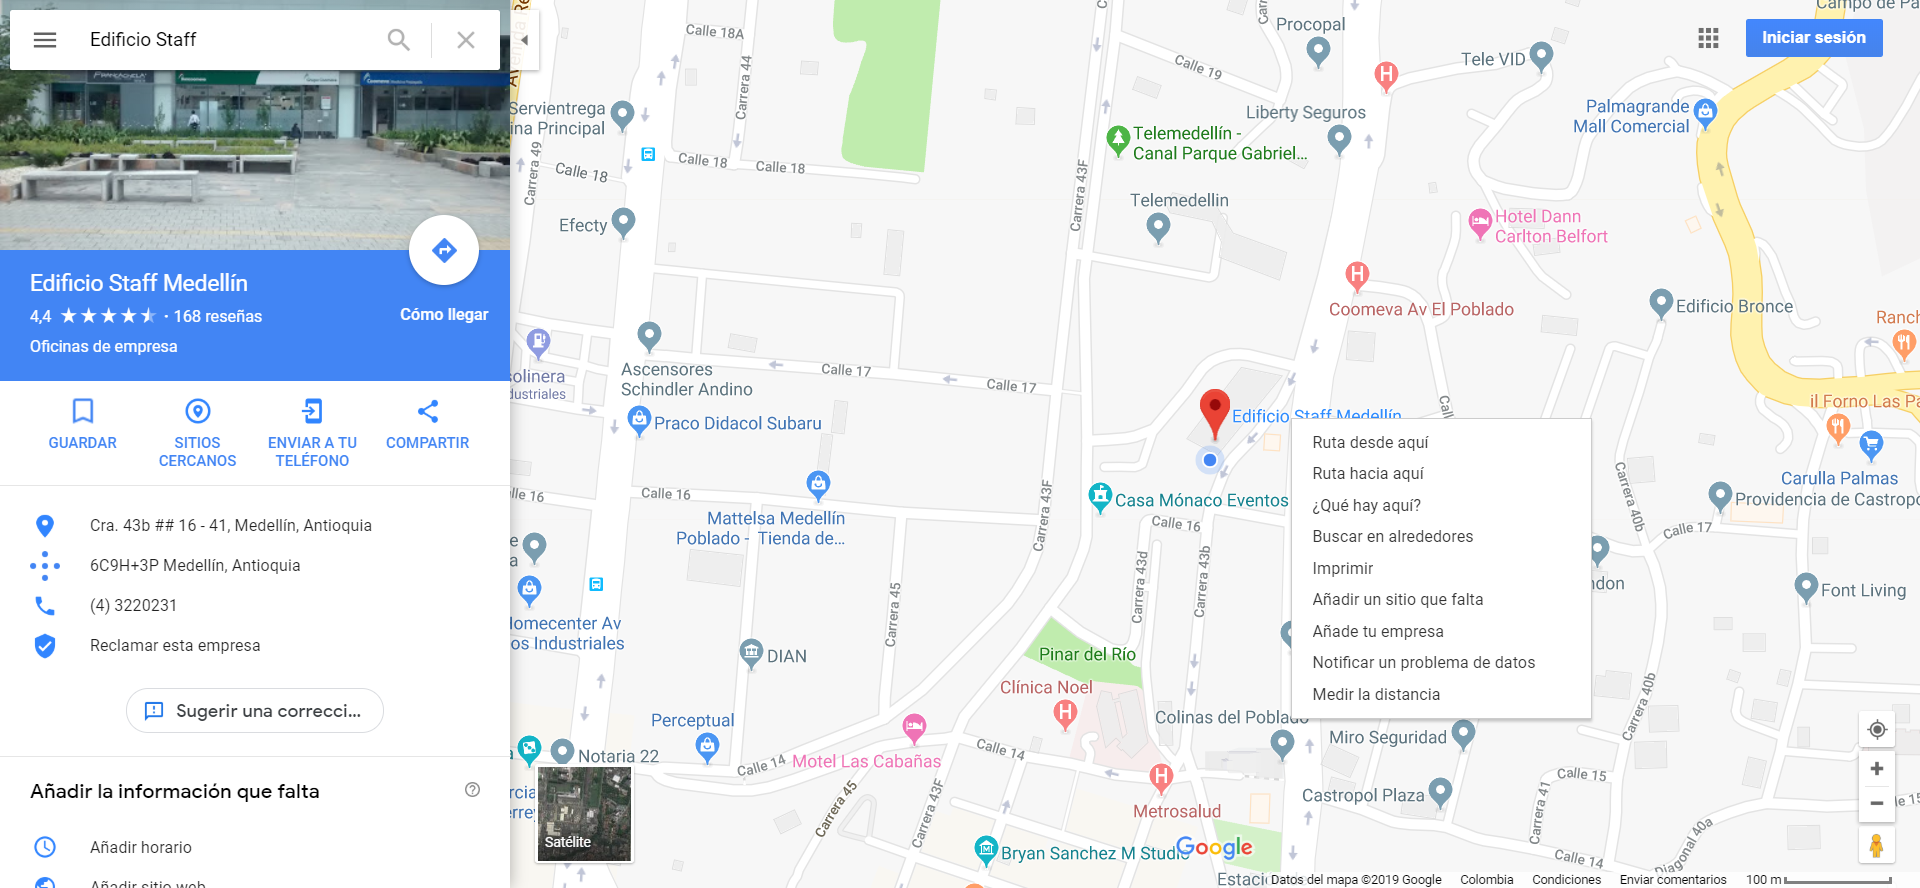 Edificio Staff
Edificio Staff Medellín
4,4
· 168 reseñas
Oficinas de empresa
Cómo llegar
GUARDAR
SITIOS
CERCANOS
ENVIAR A TU
TELÉFONO
COMPARTIR
Cra. 43b ## 16 - 41, Medellín, Antioquia
6C9H+3P Medellín, Antioquia
(4) 3220231
Reclamar esta empresa
Sugerir una correcci...
Añadir la información que falta
Añadir horario
Añadir sitio web
Iniciar sesión
Procopal
Tele VID
Calle 18A
Carrera 44
Calle 19
Servientrega
ina Principal
Liberty Seguros
Palmagrande
Mall Comercial
Telemedellín -
Canal Parque Gabriel...
Carrera 49
Calle 18
Calle 18
Calle 18
Carrera 43F
Telemedellin
Efecty
Hotel Dann
Carlton Belfort
Coomeva Av El Poblado
Edificio Bronce
Ranch
Ascensores
Schindler Andino
solinera
dustriales
Calle 17
Calle 17
Praco Didacol Subaru
Edificio Staff Medellín
il Forno Las Pa
Carulla Palmas
Providencia de Castropo
Calle 17
Carrera 40b
lle 16
Calle 16
Mattelsa Medellín
Poblado - Tienda de...
Carrera 43F
Casa Mónaco Eventos
Calle 16
Carrera 43d
Carrera 43b
Ruta desde aquí
Ruta hacia aquí
¿Qué hay aquí?
Buscar en alrededores
Imprimir
Añadir un sitio que falta
Añade tu empresa
Notificar un problema de datos
Medir la distancia
ndon
Font Living
Homecenter Av
os Industriales
Carrera 45
DIAN
Pinar del Río
Clínica Noel
Colinas del Poblado
Miro Seguridad
Carrera 40b
Perceptual
Notaria 22
Calle 14
Motel Las Cabañas
Calle 14
Carrera 45
Carrera 43F
Metrosalud
Castropol Plaza
Calle 15
Carrera 41
Calle 14
Diagonal 40a
Satélite
Bryan Sanchez M Studio
Google
Estacio
Datos del mapa ©2019 Google
Colombia
Condiciones
Enviar comentarios
100 m